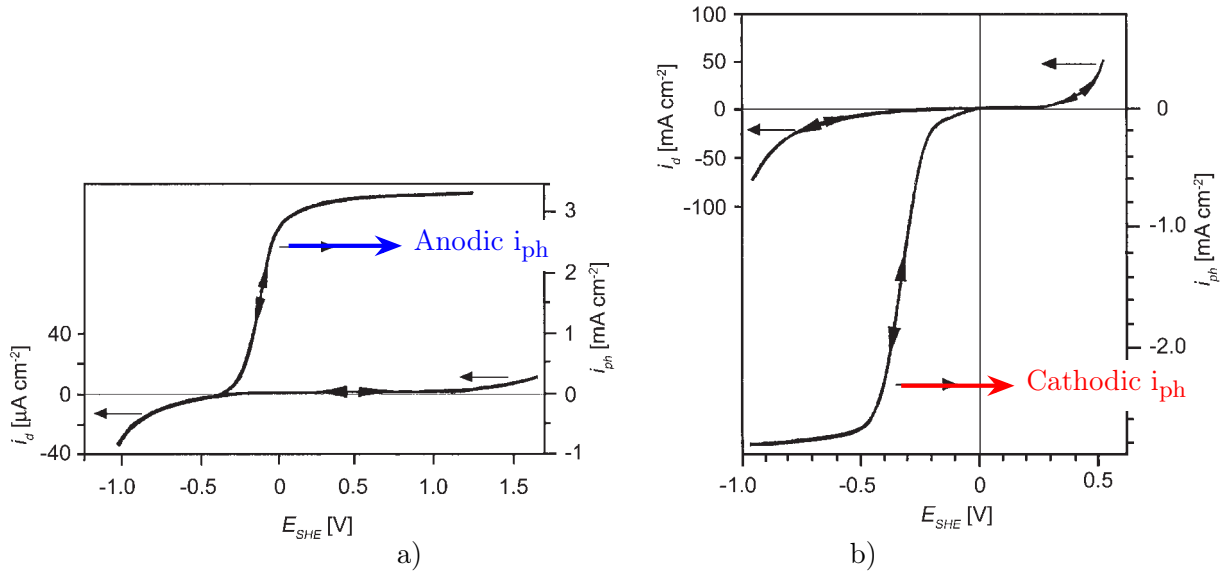 40
20
0
-40
i_d [μA cm-2]
-1.0
-0.5
0
0.5
1.0
1.5
E_SHE [V]
3
2
1
0
-1
i_ph [mA cm-2]
Anodic i_ph
a)
100
50
0
-50
-100
i_d [mA cm-2]
-1.0
-0.5
0
0.5
E_SHE [V]
0
-1.0
-2.0
i_ph [mA cm-2]
Cathodic i_ph
b)